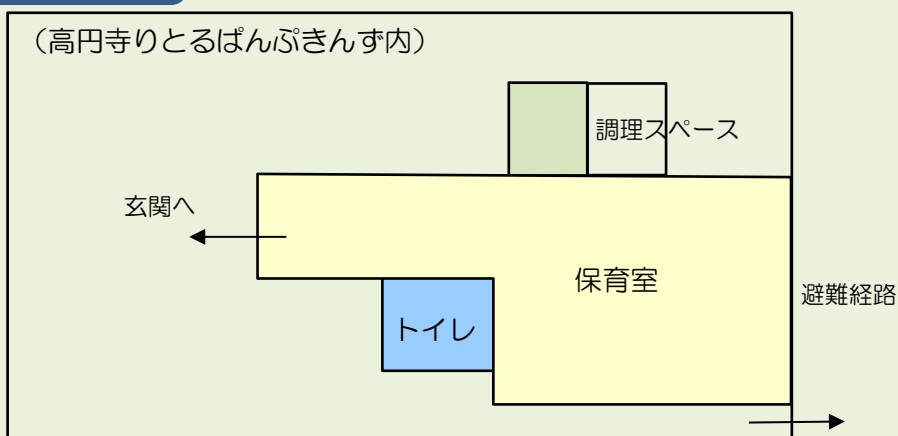 （高円寺りとるぱんぷきんず内）
調理スペース
玄関へ
保育室
避難経路
トイレ